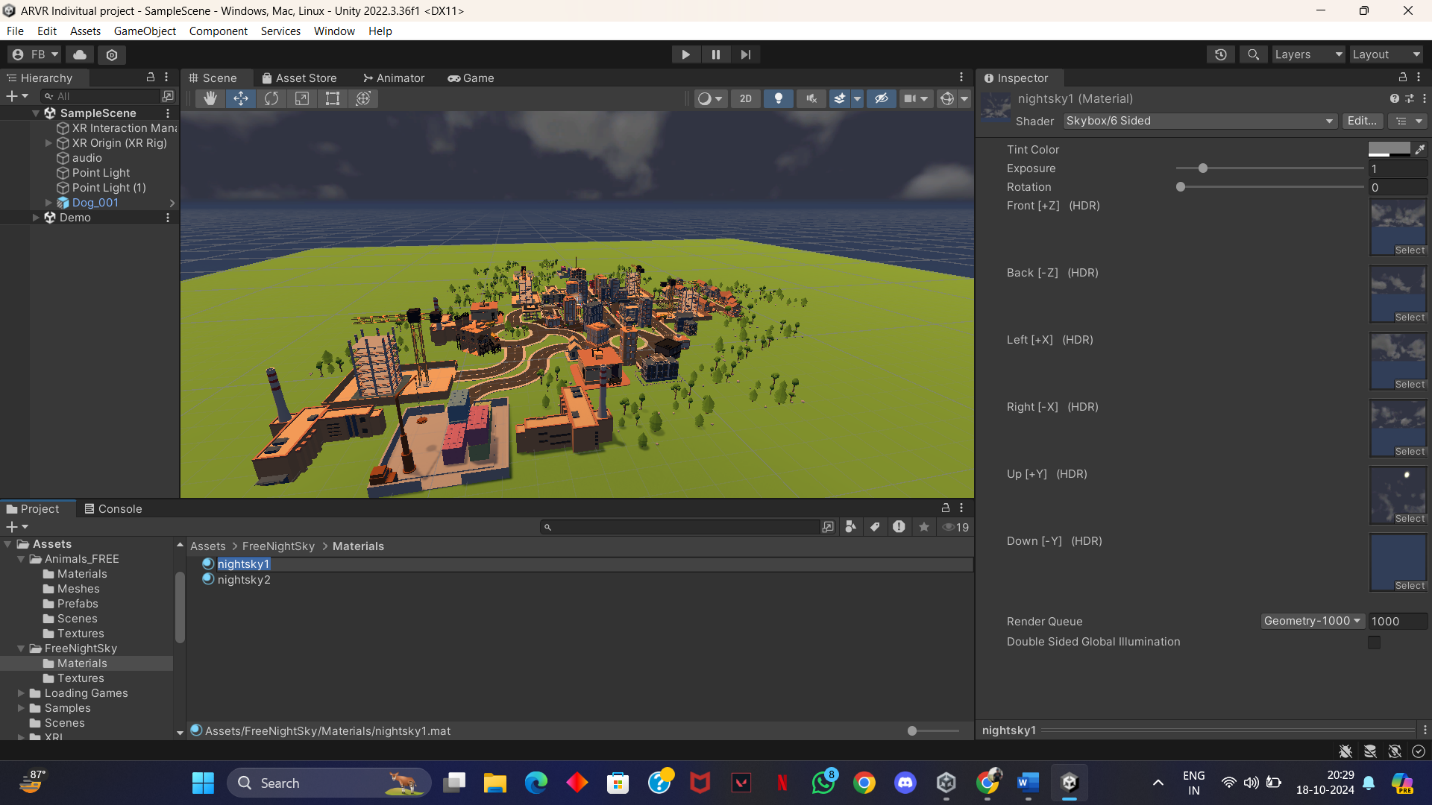 ARVR Indivitual project - SampleScene - Windows, Mac, Linux - Unity 2022.3.36f1 <DX11>
File Edit Assets GameObject Component Services Window Help
FB Layers Layout
Hierarchy
All
SampleScene
XR Interaction Mana
XR Origin (XR Rig)
audio
Point Light
Point Light (1)
Dog_001
Demo
Scene Asset Store Animator Game
2D
Inspector
nightsky1 (Material)
Shader Skybox/6 Sided Edit...
Tint Color
Exposure 1
Rotation 0
Front [+Z] (HDR)
Select
Back [-Z] (HDR)
Select
Left [+X] (HDR)
Select
Right [-X] (HDR)
Select
Up [+Y] (HDR)
Select
Down [-Y] (HDR)
Select
Render Queue Geometry-1000 1000
Double Sided Global Illumination
nightsky1
Project Console
19
Assets
Animals_FREE
Materials
Meshes
Prefabs
Scenes
Textures
FreeNightSky
Materials
Textures
Loading Games
Samples
Scenes
XRI
Assets > FreeNightSky > Materials
nightsky1
nightsky2
Assets/FreeNightSky/Materials/nightsky1.mat
87°
Search
8
ENG
IN
20:29
18-10-2024
PRE